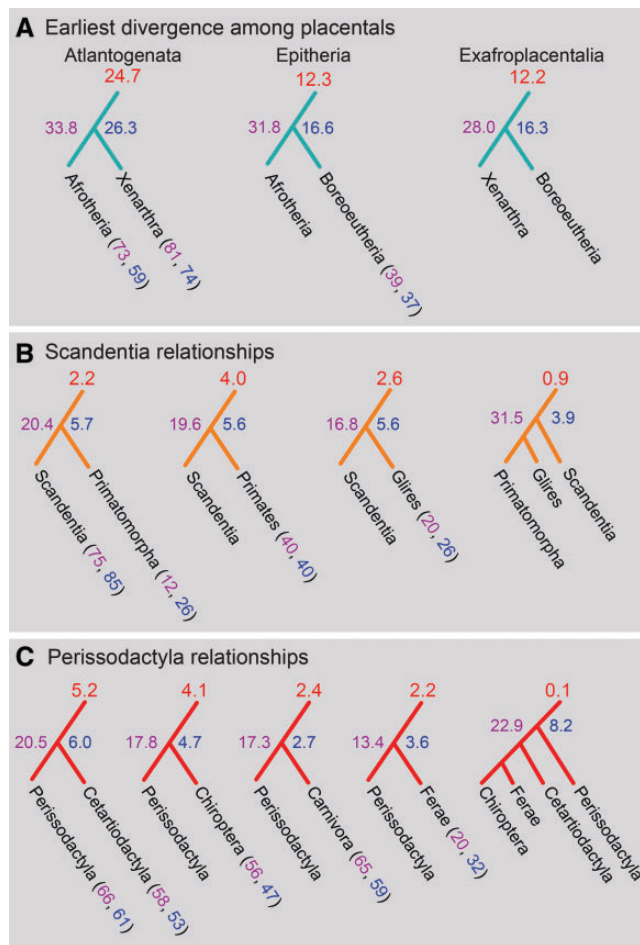 A Earliest divergence among placentals
Atlantogenata Epitheria Exafroplacentalia
24.7 12.3 12.2
33.8 26.3 31.8 16.6 28.0 16.3
Afrotheria (73, 59)
Xenarthra (81, 74)
Afrotheria
Boreoeutheria (39, 37)
Xenarthra
Boreoeutheria
B Scandentia relationships
2.2 4.0 2.6 0.9
20.4 5.7 19.6 5.6 16.8 5.6 31.5 3.9
Scandentia (75, 85)
Primatomorpha (12, 26)
Scandentia
Primates (40, 40)
Scandentia
Glires (20, 26)
Primatomorpha
Glires
Scandentia
C Perissodactyla relationships
5.2 4.1 2.4 2.2 0.1
20.5 6.0 17.8 4.7 17.3 2.7 13.4 3.6 22.9 8.2
Perissodactyla (66, 61)
Cetartiodactyla (58, 53)
Perissodactyla
Chiroptera (56, 47)
Perissodactyla
Carnivora (65, 59)
Perissodactyla
Ferae (20, 32)
Chiroptera
Ferae
Cetartiodactyla
Perissodactyla